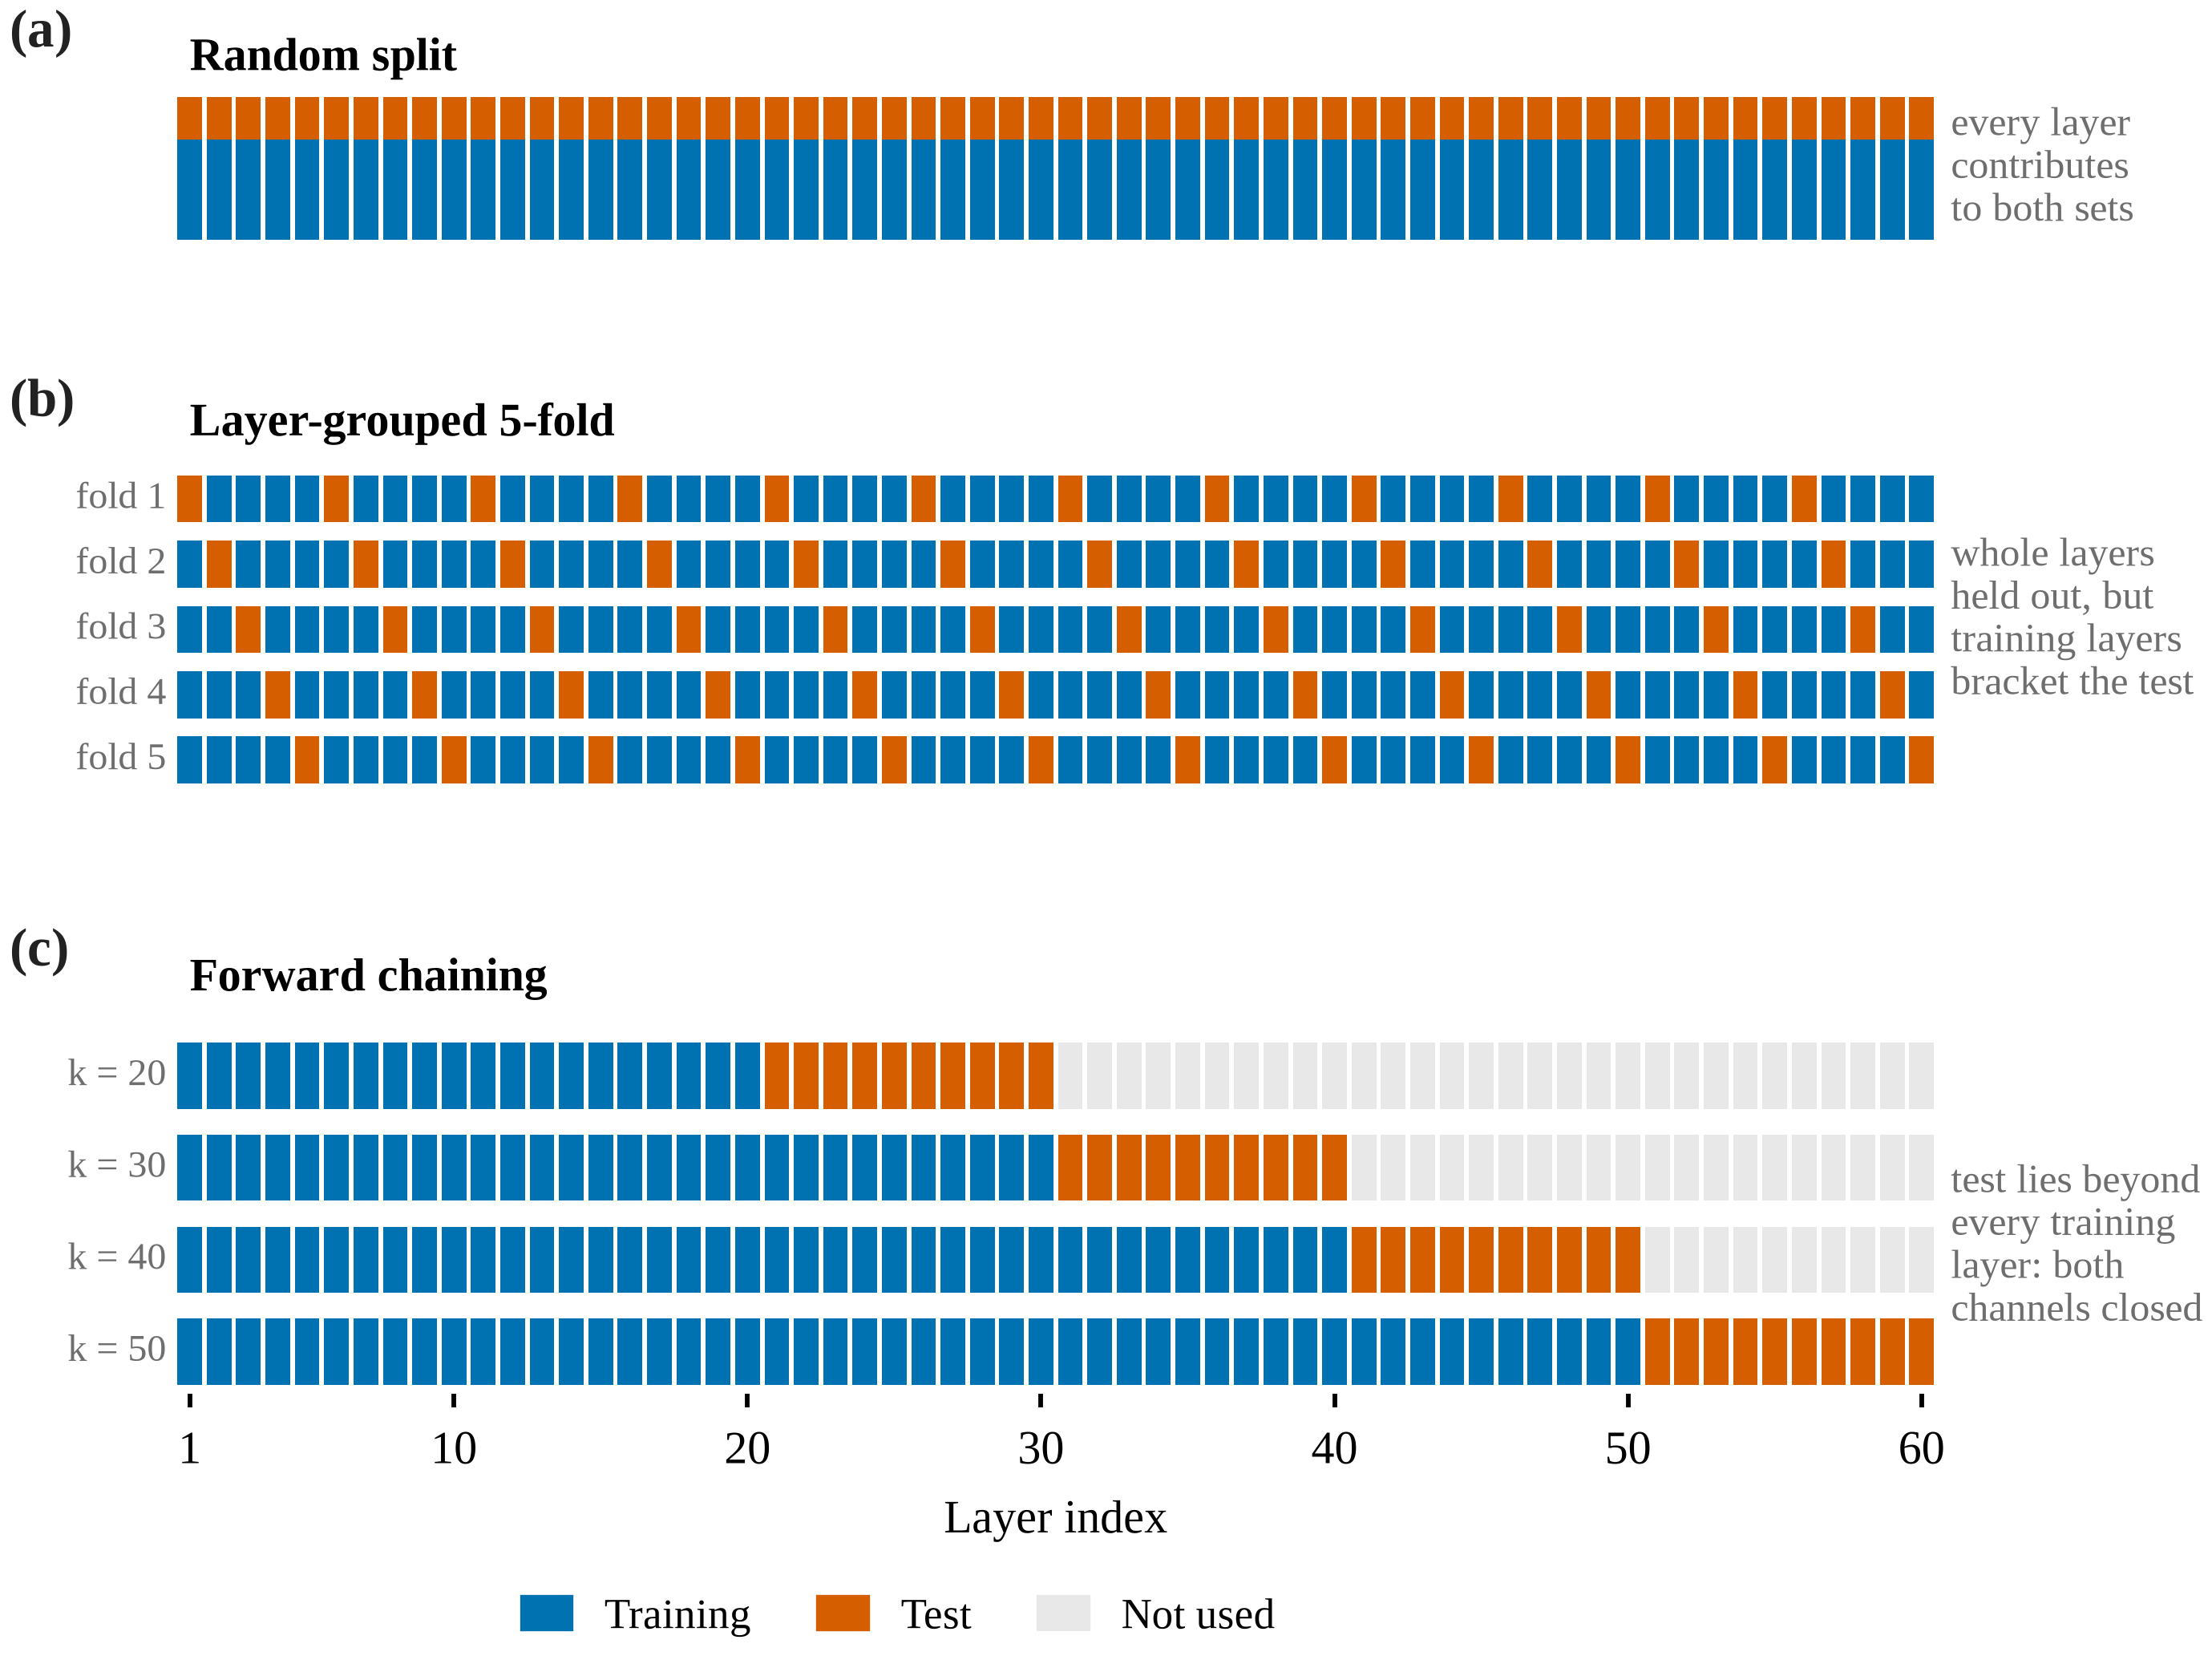 (a)
Random split
every layer
contributes
to both sets
(b)
Layer-grouped 5-fold
fold 1
fold 2
fold 3
fold 4
fold 5
whole layers
held out, but
training layers
bracket the test
(c)
Forward chaining
k = 20
k = 30
k = 40
k = 50
test lies beyond
every training
layer: both
channels closed
1 10 20 30 40 50 60
Layer index
Training Test Not used